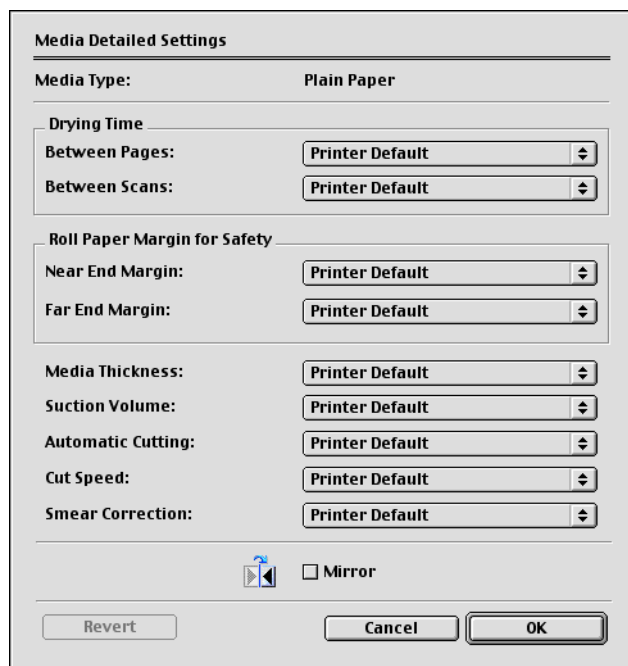 Media Detailed Settings
Media Type: Plain Paper
Drying Time
Between Pages: Printer Default
Between Scans: Printer Default
Roll Paper Margin for Safety
Near End Margin: Printer Default
Far End Margin: Printer Default
Media Thickness: Printer Default
Suction Volume: Printer Default
Automatic Cutting: Printer Default
Cut Speed: Printer Default
Smear Correction: Printer Default
Mirror
Revert Cancel OK